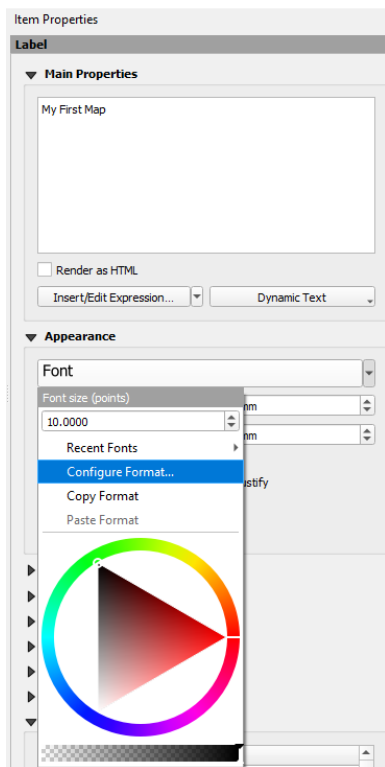 Item Properties
Label
Main Properties
My First Map
Render as HTML
Insert/Edit Expression... Dynamic Text
Appearance
Font
Font size (points)
mm
10.0000
mm
Recent Fonts
Configure Format...
stify
Copy Format
Paste Format